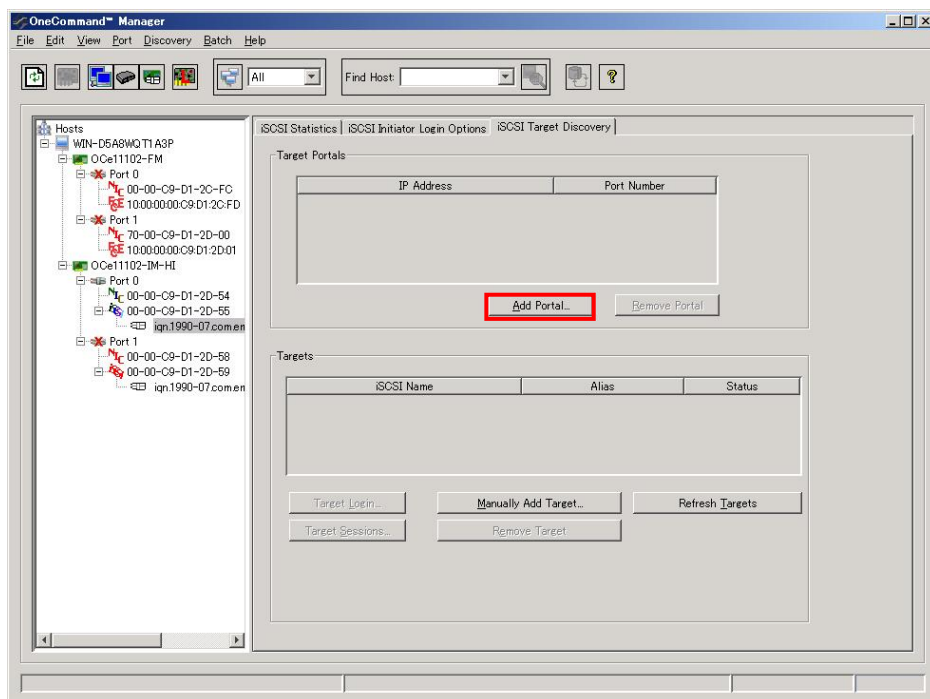 OneCommand™ Manager
File Edit View Port Discovery Batch Help
All
Find Host:
Hosts
WIN-D5A8WQT1A3P
OCe11102-FM
Port 0
NIC 00-00-C9-D1-2C-FC
FCoE 10:00:00:00:C9:D1:2C:FD
Port 1
NIC 70-00-C9-D1-2D-00
FCoE 10:00:00:00:C9:D1:2D:01
OCe11102-IM-HI
Port 0
NIC 00-00-C9-D1-2D-54
00-00-C9-D1-2D-55
iqn.1990-07.com.en
Port 1
NIC 00-00-C9-D1-2D-58
00-00-C9-D1-2D-59
iqn.1990-07.com.en
iSCSI Statistics iSCSI Initiator Login Options iSCSI Target Discovery
Target Portals
IP Address Port Number
Add Portal... Remove Portal
Targets
iSCSI Name Alias Status
Target Login... Manually Add Target... Refresh Targets
Target Sessions... Remove Target